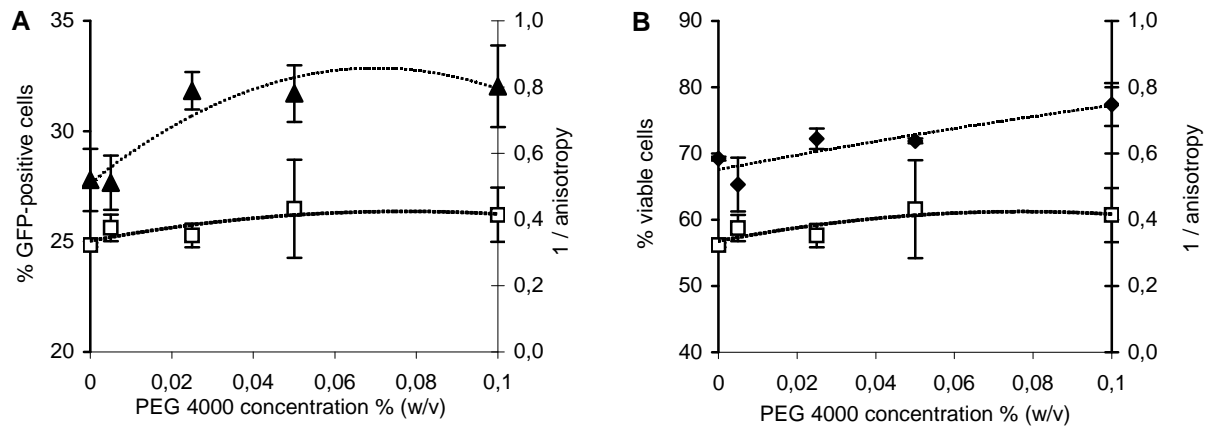 A
% GFP-positive cells
35
30
25
20
1,0
0,8
0,6
0,4
0,2
0,0
1 / anisotropy
0 0,02 0,04 0,06 0,08 0,1
PEG 4000 concentration % (w/v)
B
% viable cells
90
80
70
60
50
40
1,0
0,8
0,6
0,4
0,2
0,0
1 / anisotropy
0 0,02 0,04 0,06 0,08 0,1
PEG 4000 concentration % (w/v)